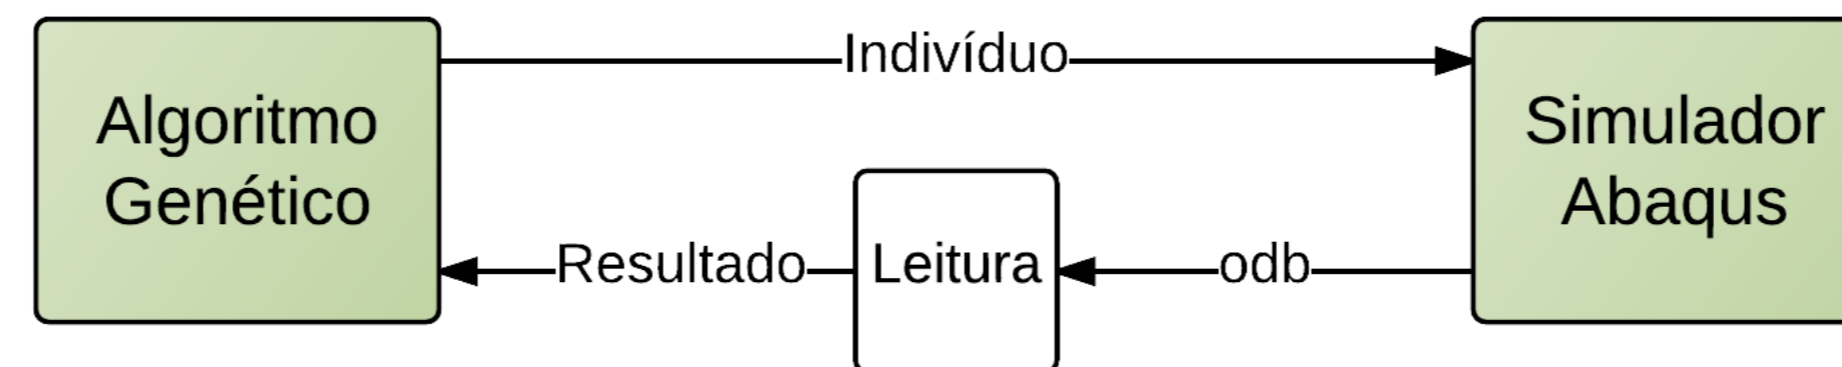 Indivíduo
Algoritmo
Genético
Simulador
Abaqus
Resultado
Leitura
odb